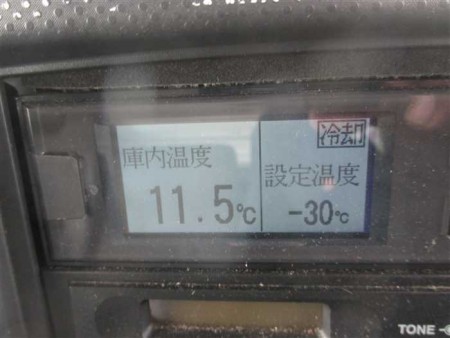 庫内温度
11.5℃
冷却
設定温度
-30℃
TONE